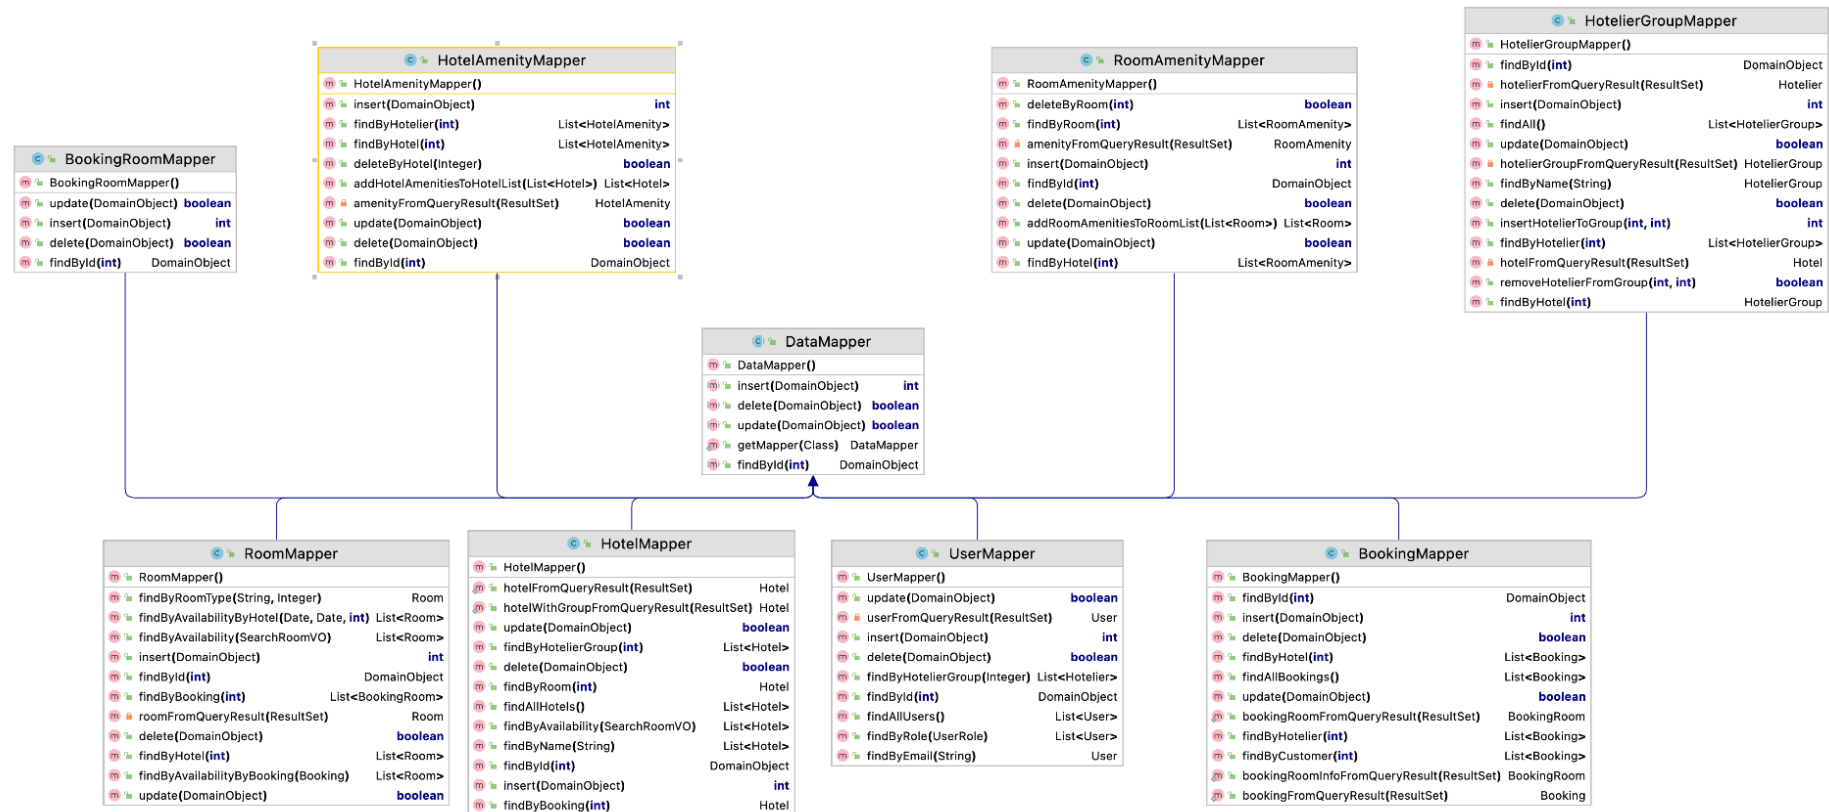 HotelierGroupMapper
HotelierGroupMapper()
findById(int) DomainObject
hotelierFromQueryResult(ResultSet) Hotelier
insert(DomainObject) int
findAll() List<HotelierGroup>
update(DomainObject) boolean
hotelierGroupFromQueryResult(ResultSet) HotelierGroup
findByName(String) HotelierGroup
delete(DomainObject) boolean
insertHotelierToGroup(int, int) int
findByHotelier(int) List<HotelierGroup>
hotelFromQueryResult(ResultSet) Hotel
removeHotelierFromGroup(int, int) boolean
findByHotel(int) HotelierGroup
HotelAmenityMapper
HotelAmenityMapper()
insert(DomainObject) int
findByHotelier(int) List<HotelAmenity>
findByHotel(int) List<HotelAmenity>
deleteByHotel(Integer) boolean
addHotelAmenitiesToHotelList(List<Hotel>) List<Hotel>
amenityFromQueryResult(ResultSet) HotelAmenity
update(DomainObject) boolean
delete(DomainObject) boolean
findById(int) DomainObject
RoomAmenityMapper
RoomAmenityMapper()
deleteByRoom(int) boolean
findByRoom(int) List<RoomAmenity>
amenityFromQueryResult(ResultSet) RoomAmenity
insert(DomainObject) int
findById(int) DomainObject
delete(DomainObject) boolean
addRoomAmenitiesToRoomList(List<Room>) List<Room>
update(DomainObject) boolean
findByHotel(int) List<RoomAmenity>
BookingRoomMapper
BookingRoomMapper()
update(DomainObject) boolean
insert(DomainObject) int
delete(DomainObject) boolean
findById(int) DomainObject
DataMapper
DataMapper()
insert(DomainObject) int
delete(DomainObject) boolean
update(DomainObject) boolean
getMapper(Class) DataMapper
findById(int) DomainObject
RoomMapper
RoomMapper()
findByRoomType(String, Integer) Room
findByAvailabilityByHotel(Date, Date, int) List<Room>
findByAvailability(SearchRoomVO) List<Room>
insert(DomainObject) int
findById(int) DomainObject
findByBooking(int) List<BookingRoom>
roomFromQueryResult(ResultSet) Room
delete(DomainObject) boolean
findByHotel(int) List<Room>
findByAvailabilityByBooking(Booking) List<Room>
update(DomainObject) boolean
HotelMapper
HotelMapper()
hotelFromQueryResult(ResultSet) Hotel
hotelWithGroupFromQueryResult(ResultSet) Hotel
update(DomainObject) boolean
findByHotelierGroup(int) List<Hotel>
delete(DomainObject) boolean
findByRoom(int) Hotel
findAllHotels() List<Hotel>
findByAvailability(SearchRoomVO) List<Hotel>
findByName(String) List<Hotel>
findById(int) DomainObject
insert(DomainObject) int
findByBooking(int) Hotel
UserMapper
UserMapper()
update(DomainObject) boolean
userFromQueryResult(ResultSet) User
insert(DomainObject) int
delete(DomainObject) boolean
findByHotelierGroup(Integer) List<Hotelier>
findById(int) DomainObject
findAllUsers() List<User>
findByRole(UserRole) List<User>
findByEmail(String) User
BookingMapper
BookingMapper()
findById(int) DomainObject
insert(DomainObject) int
delete(DomainObject) boolean
findByHotel(int) List<Booking>
findAllBookings() List<Booking>
update(DomainObject) boolean
bookingRoomFromQueryResult(ResultSet) BookingRoom
findByHotelier(int) List<Booking>
findByCustomer(int) List<Booking>
bookingRoomInfoFromQueryResult(ResultSet) BookingRoom
bookingFromQueryResult(ResultSet) Booking